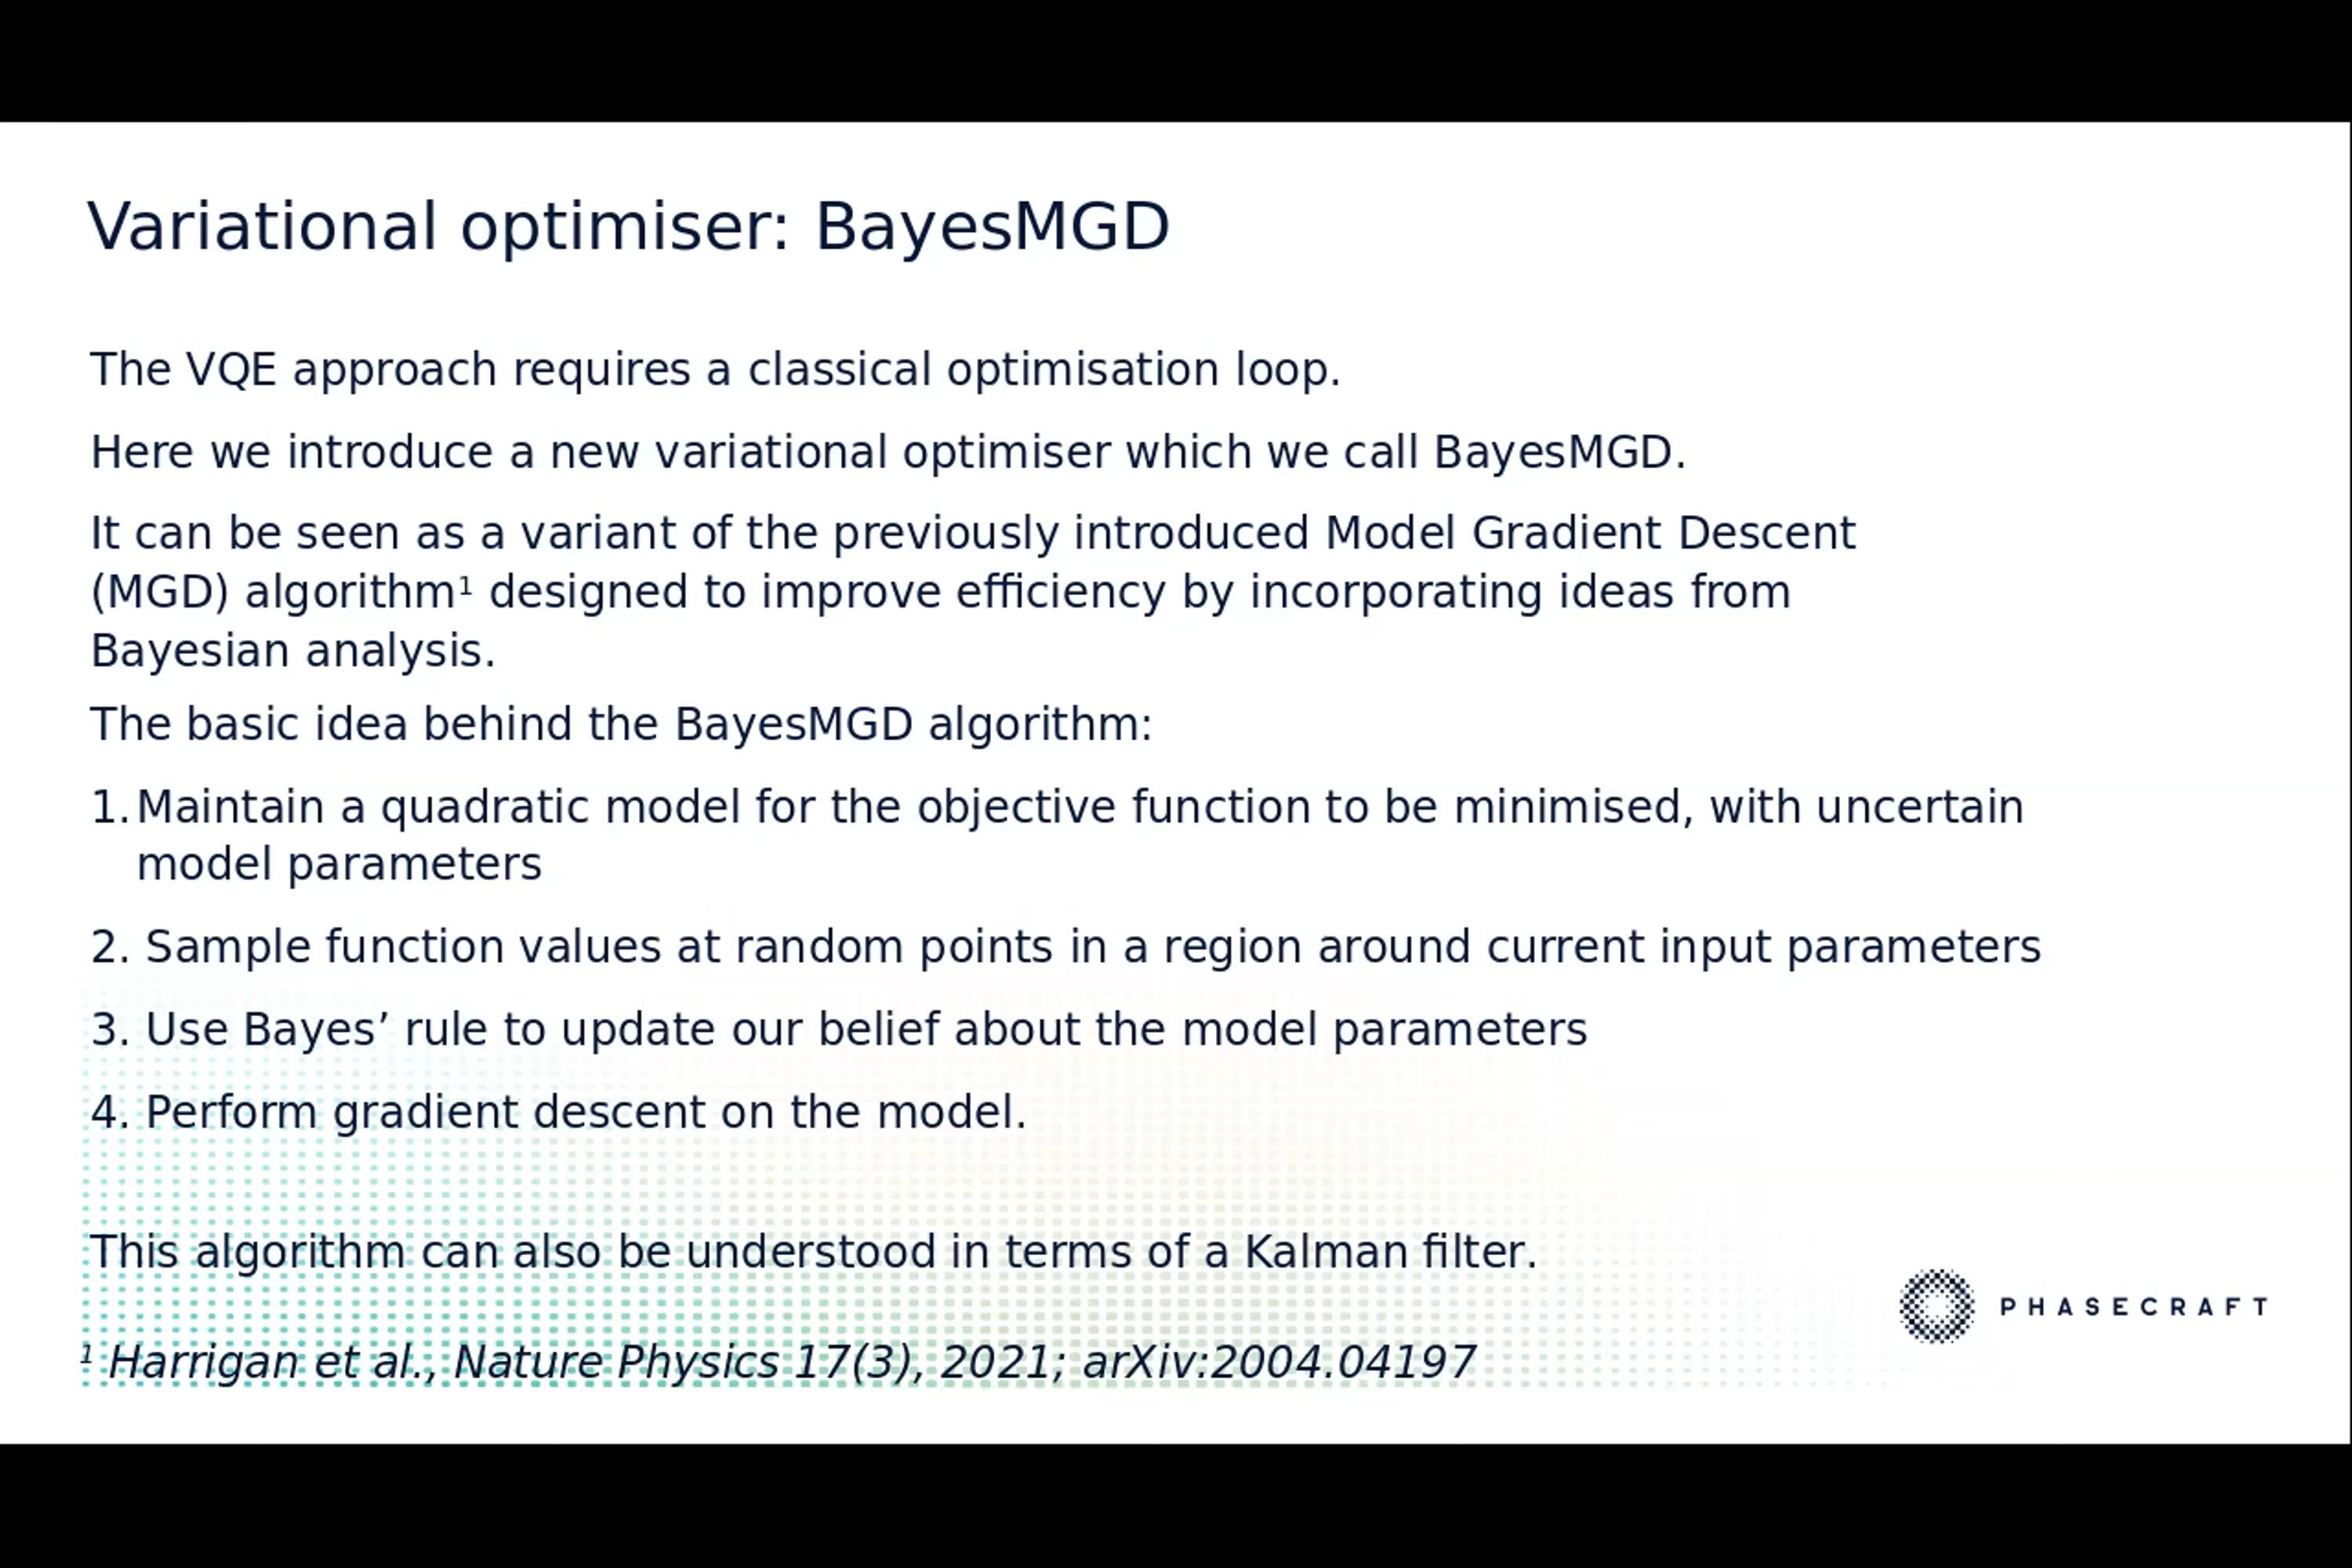 Variational optimiser: BayesMGD
The VQE approach requires a classical optimisation loop.
Here we introduce a new variational optimiser which we call BayesMGD.
It can be seen as a variant of the previously introduced Model Gradient Descent
(MGD) algorithm¹ designed to improve efficiency by incorporating ideas from
Bayesian analysis.
The basic idea behind the BayesMGD algorithm:
1. Maintain a quadratic model for the objective function to be minimised, with uncertain
model parameters
2. Sample function values at random points in a region around current input parameters
3. Use Bayes’ rule to update our belief about the model parameters
4. Perform gradient descent on the model.
This algorithm can also be understood in terms of a Kalman filter.
PHASECRAFT
¹ Harrigan et al., Nature Physics 17(3), 2021; arXiv:2004.04197